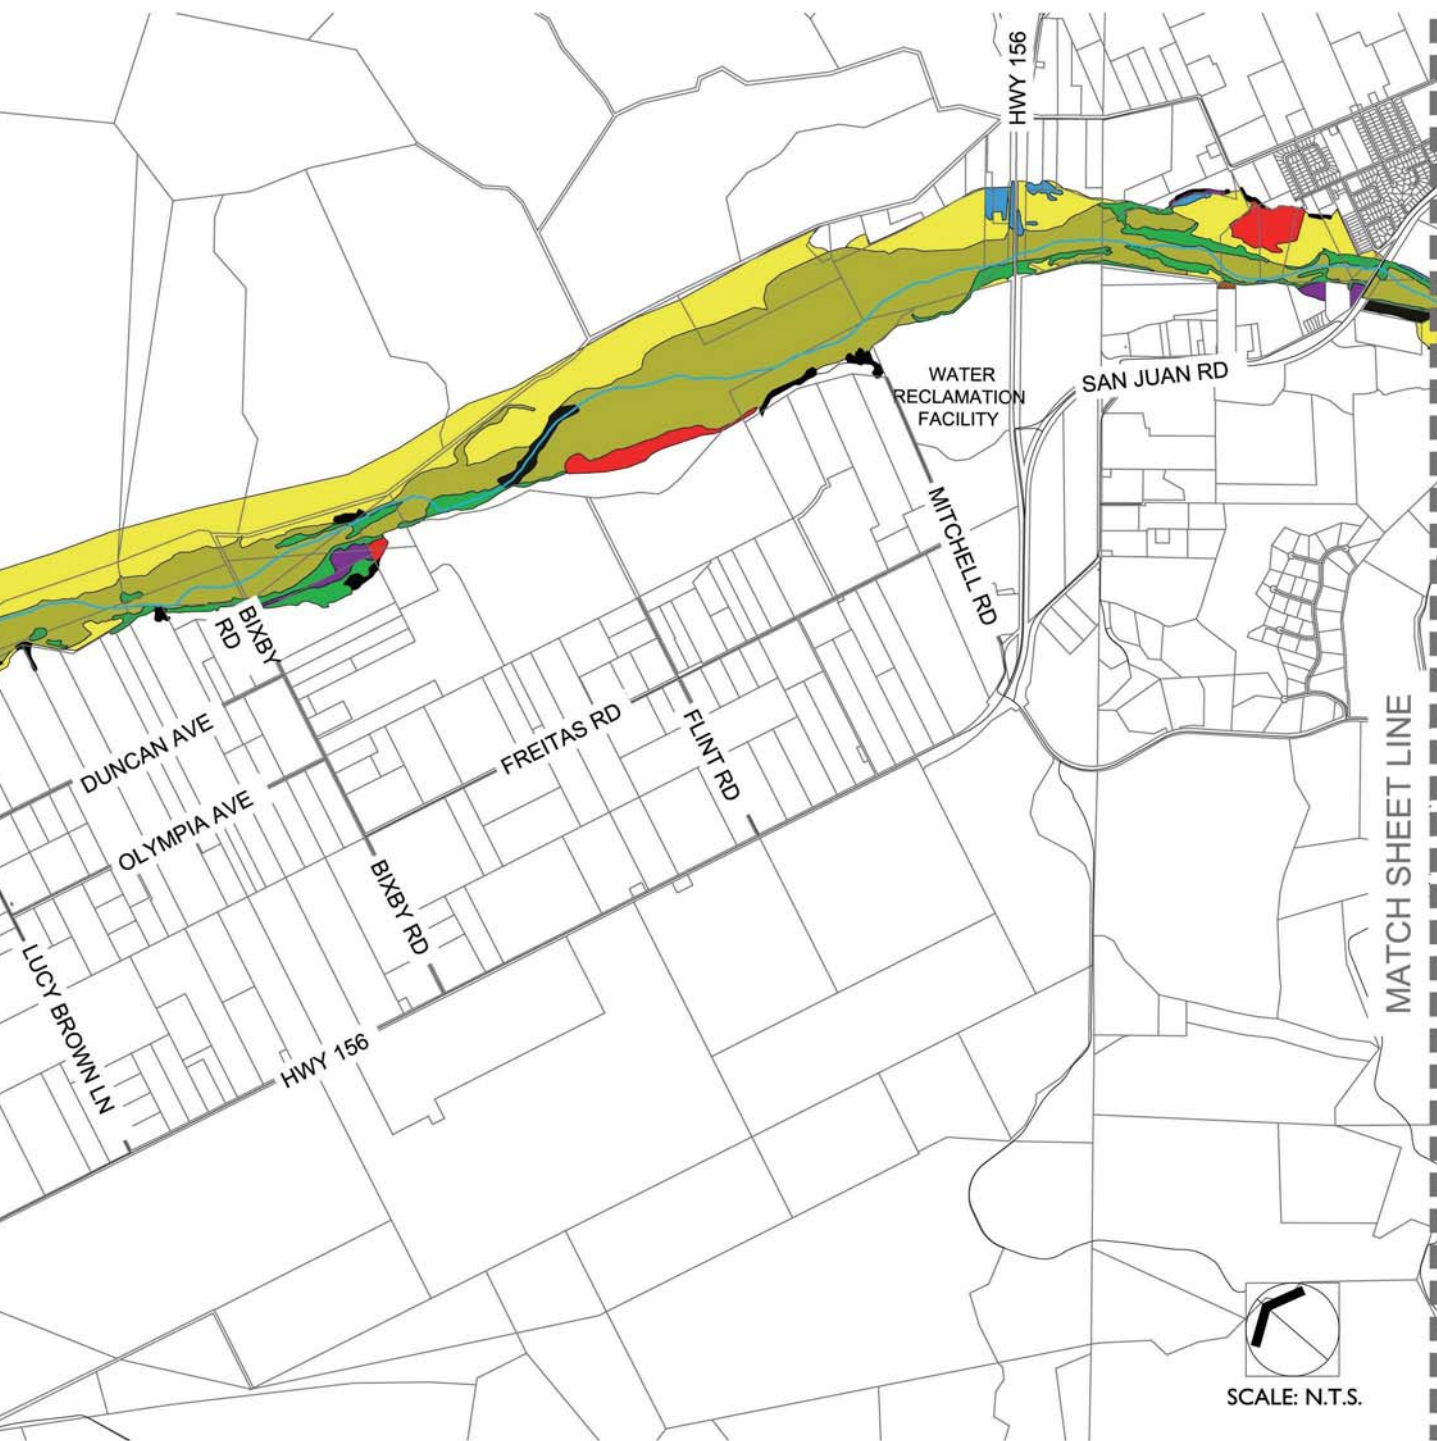 HWY 156
WATER
RECLAMATION
FACILITY
SAN JUAN RD
MITCHELL RD
BIXBY
RD
DUNCAN AVE
FREITAS RD
FLINT RD
OLYMPIA AVE
BIXBY RD
LUCY BROWN LN
HWY 156
MATCH SHEET LINE
SCALE: N.T.S.